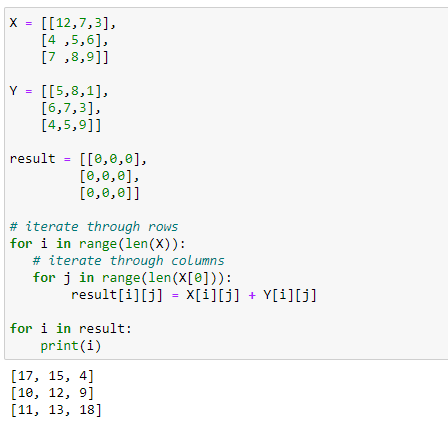 X = [[12,7,3],
    [4 ,5,6],
    [7 ,8,9]]

Y = [[5,8,1],
    [6,7,3],
    [4,5,9]]

result = [[0,0,0],
         [0,0,0],
         [0,0,0]]

# iterate through rows
for i in range(len(X)):
   # iterate through columns
   for j in range(len(X[0])):
        result[i][j] = X[i][j] + Y[i][j]

for i in result:
    print(i)

[17, 15, 4]
[10, 12, 9]
[11, 13, 18]